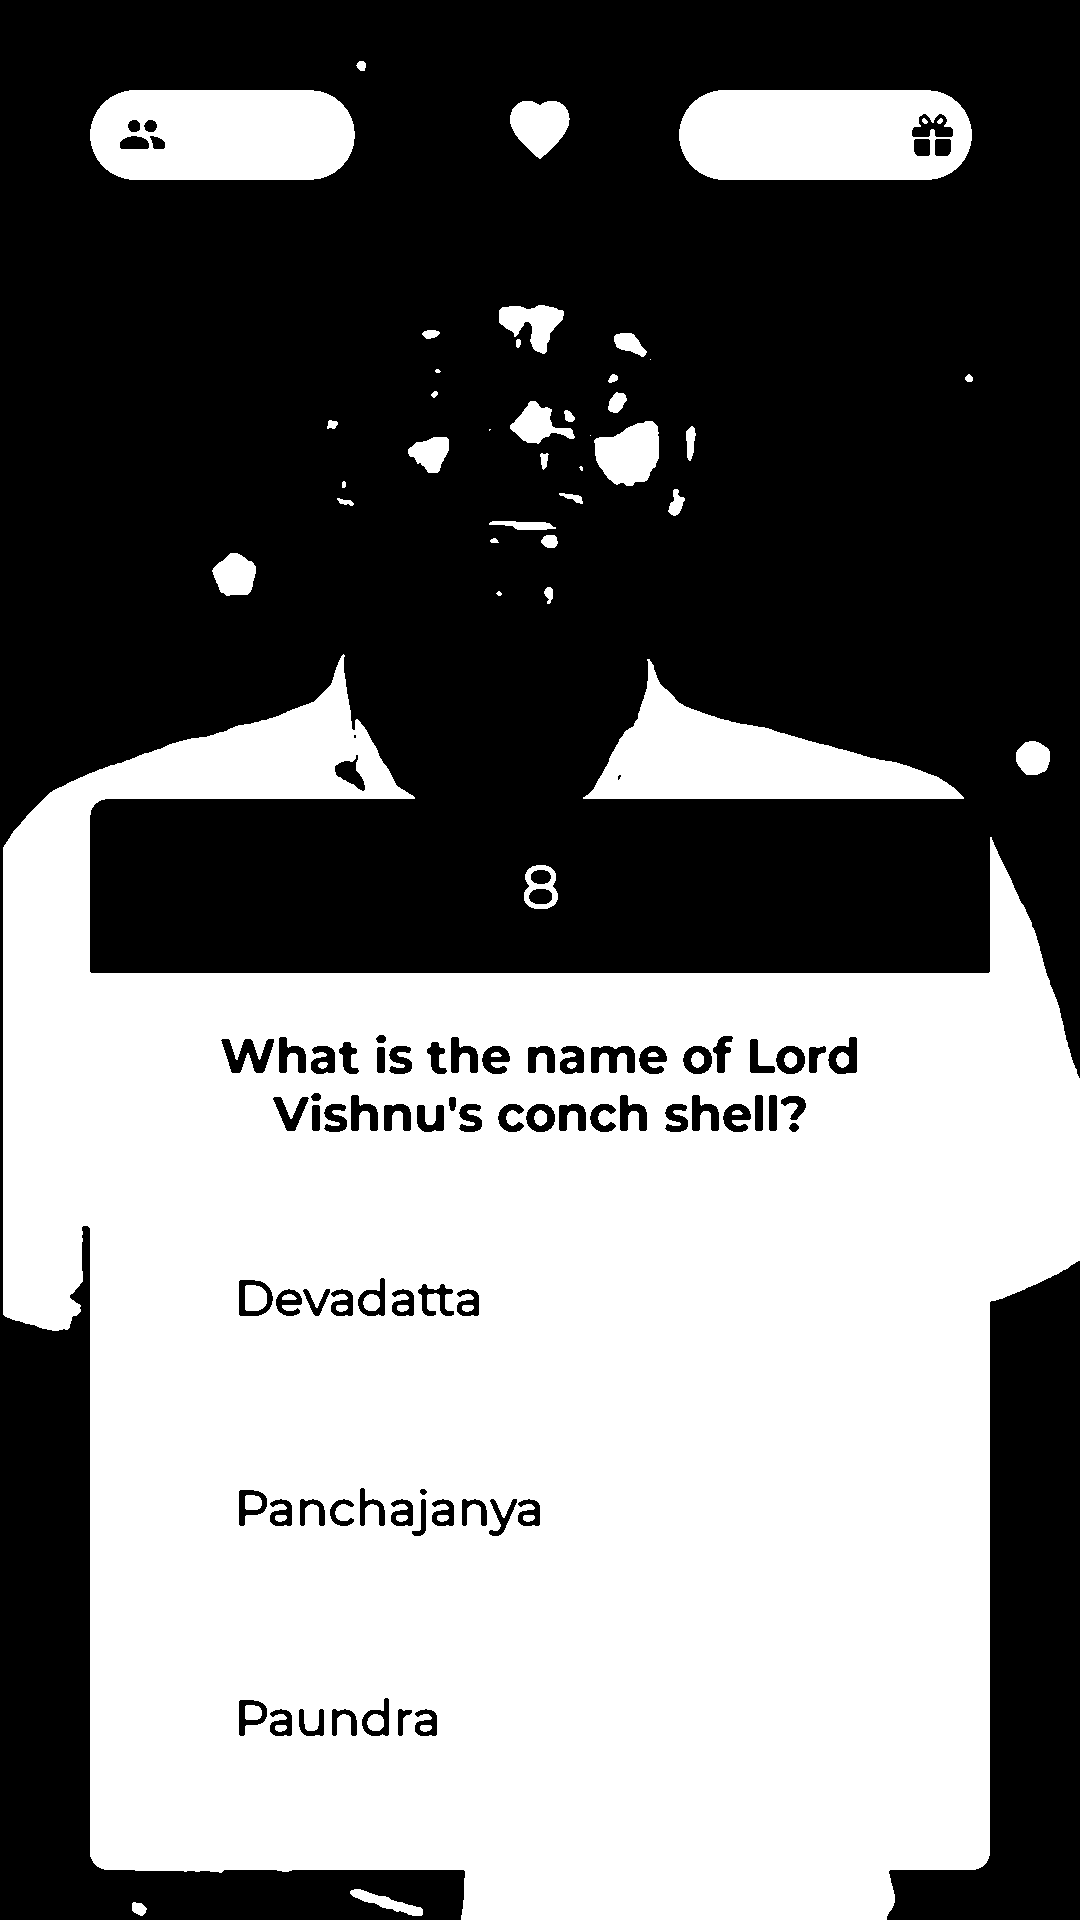 8
What is the name of Lord
Vishnu's conch shell?
Devadatta
Panchajanya
Paundra